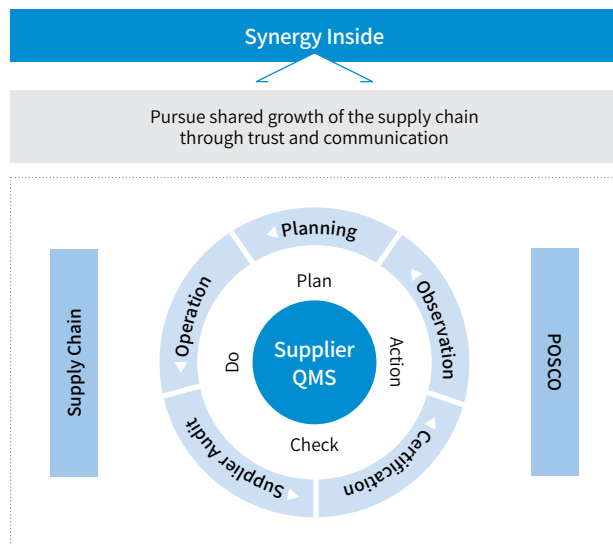 Synergy Inside
Pursue shared growth of the supply chain
through trust and communication
Planning
Operation
Observation
Plan
Supply Chain
Do
Supplier
QMS
Action
POSCO
Check
Supplier Audit
Certification